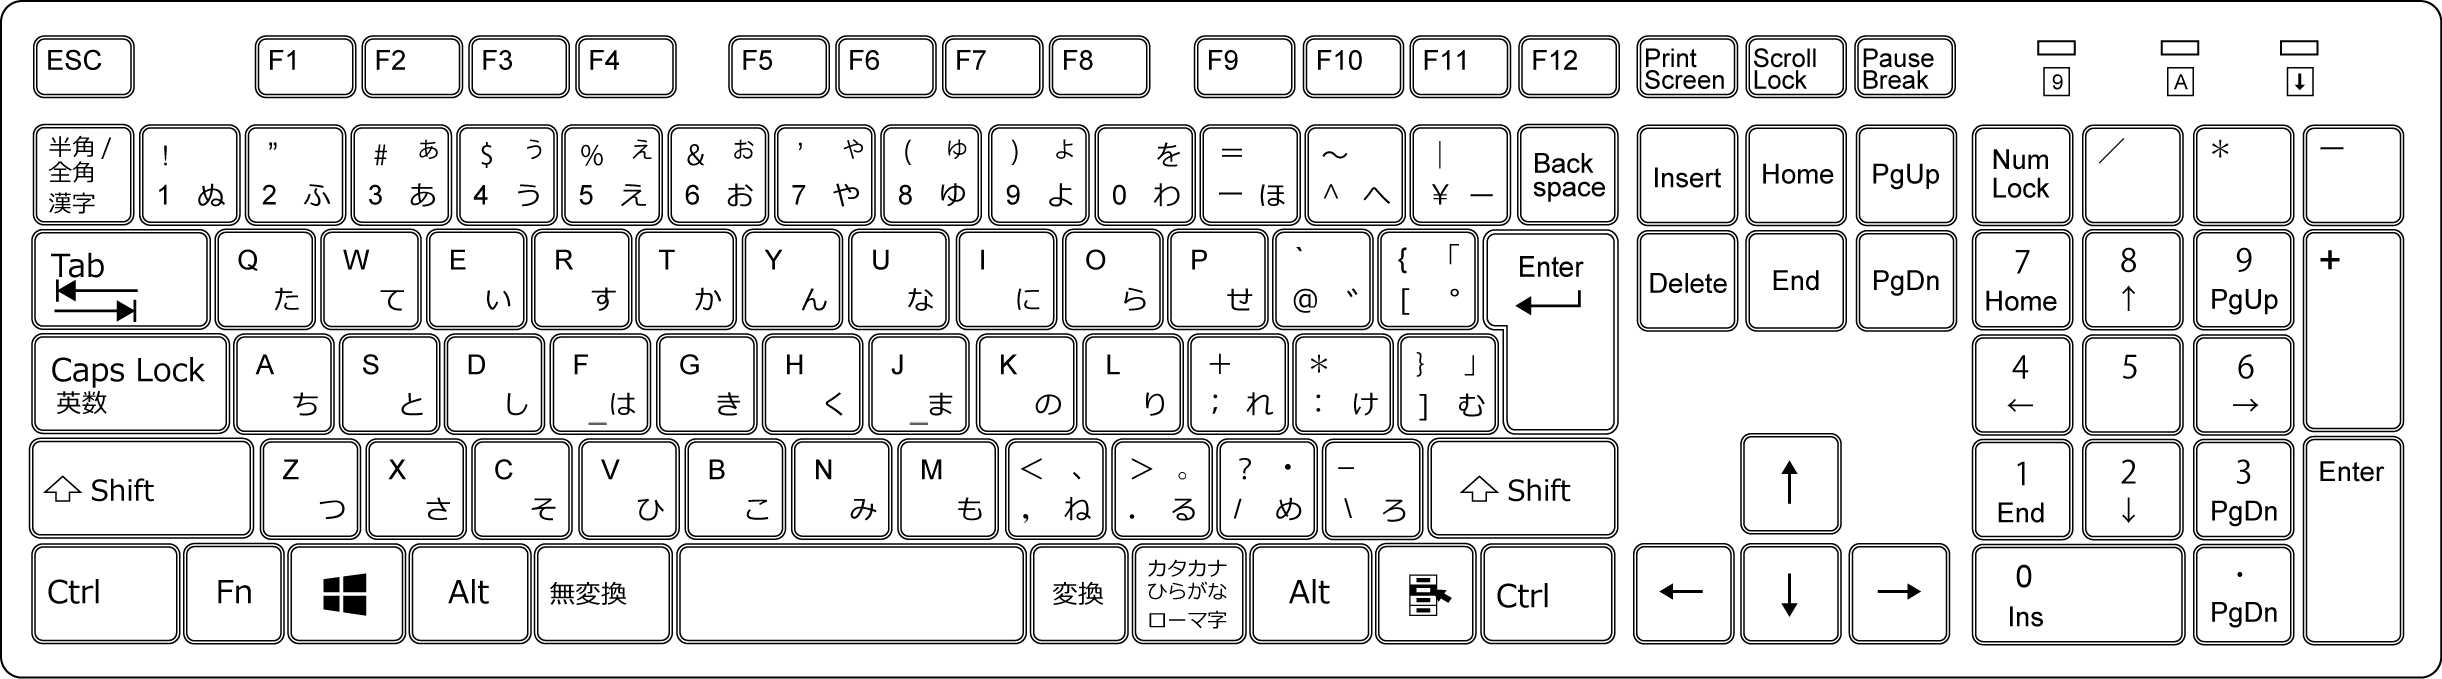 ESC F1 F2 F3 F4 F5 F6 F7 F8 F9 F10 F11 F12 Print Screen Scroll Lock Pause Break 9 A ↓
半角 / 全角 漢字 ! 1 ぬ ” 2 ふ # ぁ 3 あ $ ぅ 4 う % ぇ 5 え & ぉ 6 お ’ ゃ 7 や ( ゅ 8 ゆ ) ょ 9 よ を 0 わ = ー ほ ～ ^ へ | ¥ ー Back space Insert Home PgUp Num Lock ／ * －
Tab Q た W て E い R す T か Y ん U な I に O ら P せ ` @ ゛ { 「 [ ° Enter Delete End PgDn 7 Home 8 ↑ 9 PgUp +
Caps Lock 英数 A ち S と D し F _は G き H く J _ま K の L り + ; れ * : け } 」 ] む 4 ← 5 6 →
Shift Z つ X さ C そ V ひ B こ N み M も < 、 , ね > 。 . る ? ・ / め _ \ ろ Shift ↑ 1 End 2 ↓ 3 PgDn Enter
Ctrl Fn Alt 無変換 変換 カタカナ ひらがな ローマ字 Alt Ctrl ← ↓ → 0 Ins . PgDn